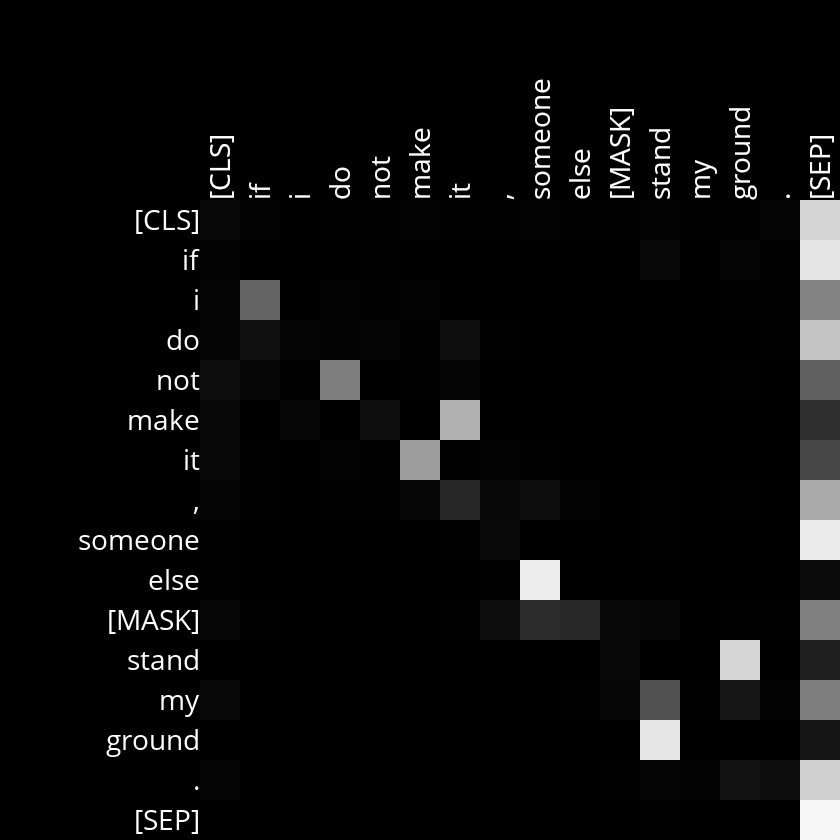 [CLS] if i do not make it , someone else [MASK] stand my ground . [SEP]
[CLS]
if
i
do
not
make
it
,
someone
else
[MASK]
stand
my
ground
.
[SEP]